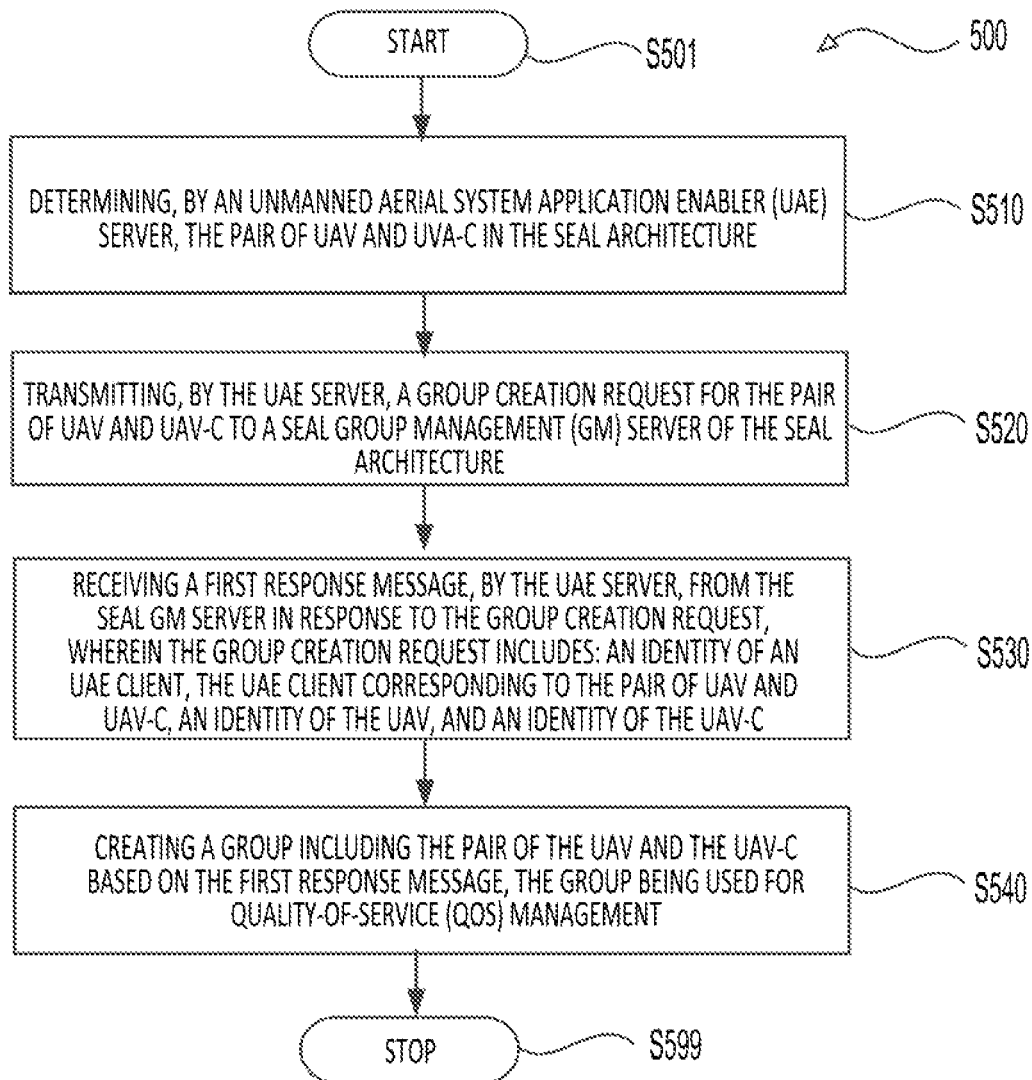 START
S501
500
DETERMINING, BY AN UNMANNED AERIAL SYSTEM APPLICATION ENABLER (UAE)
SERVER, THE PAIR OF UAV AND UVA-C IN THE SEAL ARCHITECTURE
S510
TRANSMITTING, BY THE UAE SERVER, A GROUP CREATION REQUEST FOR THE PAIR
OF UAV AND UAV-C TO A SEAL GROUP MANAGEMENT (GM) SERVER OF THE SEAL
ARCHITECTURE
S520
RECEIVING A FIRST RESPONSE MESSAGE, BY THE UAE SERVER, FROM THE
SEAL GM SERVER IN RESPONSE TO THE GROUP CREATION REQUEST,
WHEREIN THE GROUP CREATION REQUEST INCLUDES: AN IDENTITY OF AN
UAE CLIENT, THE UAE CLIENT CORRESPONDING TO THE PAIR OF UAV AND
UAV-C, AN IDENTITY OF THE UAV, AND AN IDENTITY OF THE UAV-C
S530
CREATING A GROUP INCLUDING THE PAIR OF THE UAV AND THE UAV-C
BASED ON THE FIRST RESPONSE MESSAGE, THE GROUP BEING USED FOR
QUALITY-OF-SERVICE (QOS) MANAGEMENT
S540
STOP
S599